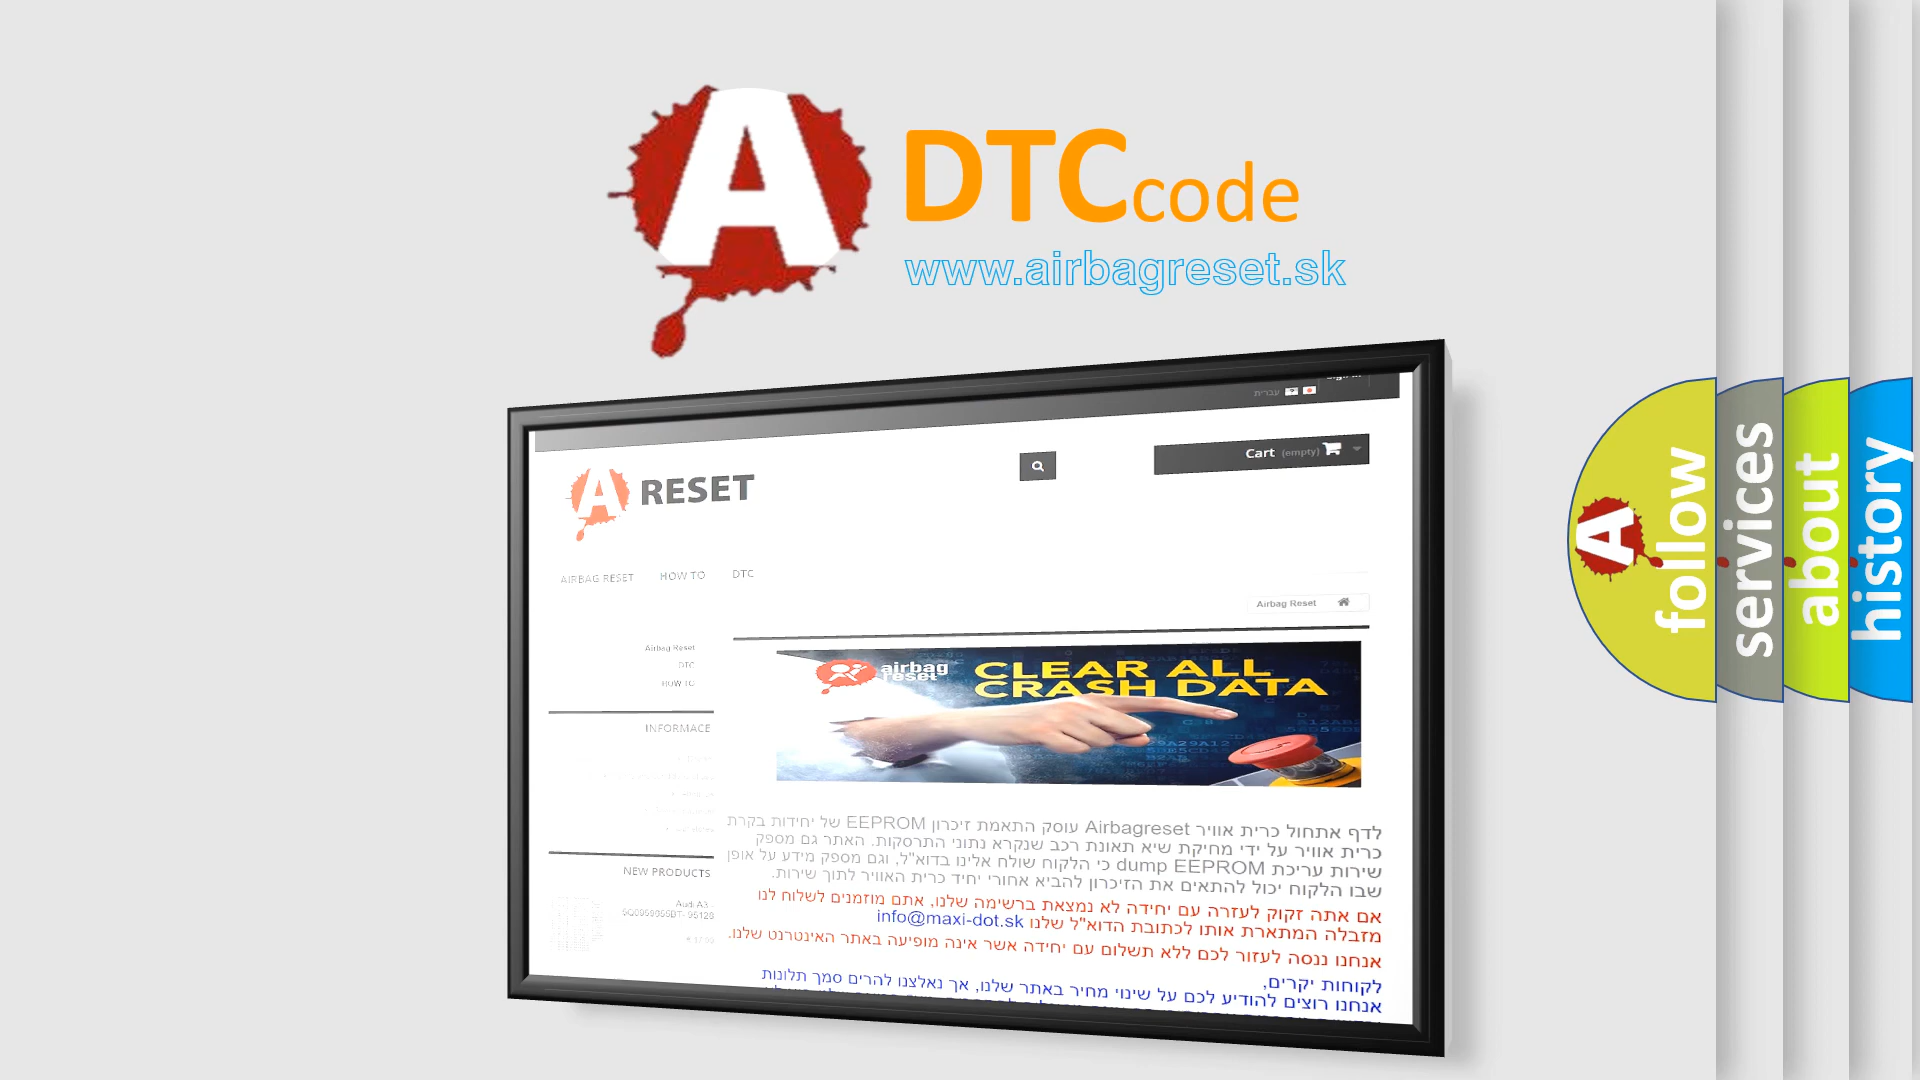 A
DTC code
www.airbagreset.sk
עברית
Cart (empty)
A RESET
AIRBAG RESET HOW TO DTC
Airbag Reset
Airbag Reset
DTC
HOW TO
INFORMACE
NEW PRODUCTS
Audi A3 -
airbag
reset
CLEAR ALL
CRASH DATA
לדף אתחול כרית אוויר Airbagreset עוסק התאמת זיכרון EEPROM של יחידות בקרת
כרית אוויר על ידי מחיקת שיא תאונת רכב שנקרא נתוני התרסקות. האתר גם מספק
שירות עריכת dump EEPROM כי הלקוח שולח אלינו בדוא"ל, וגם מספק מידע על אופן
שבו הלקוח יכול להתאים את הזיכרון להביא אחורי יחיד כרית האוויר לתוך שירות.
אם אתה זקוק לעזרה עם יחידה לא נמצאת ברשימה שלנו, אתם מוזמנים לשלוח לנו
מזבלה המתארת אותו לכתובת הדוא"ל שלנו info@maxi-dot.sk
אנחנו ננסה לעזור לכם ללא תשלום עם יחידה אשר אינה מופיעה באתר האינטרנט שלנו.
לקוחות יקרים,
אנחנו רוצים להודיע לכם על שינוי מחיר באתר שלנו, אך נאלצנו להרים סמך תלונות
A follow
services
about
history